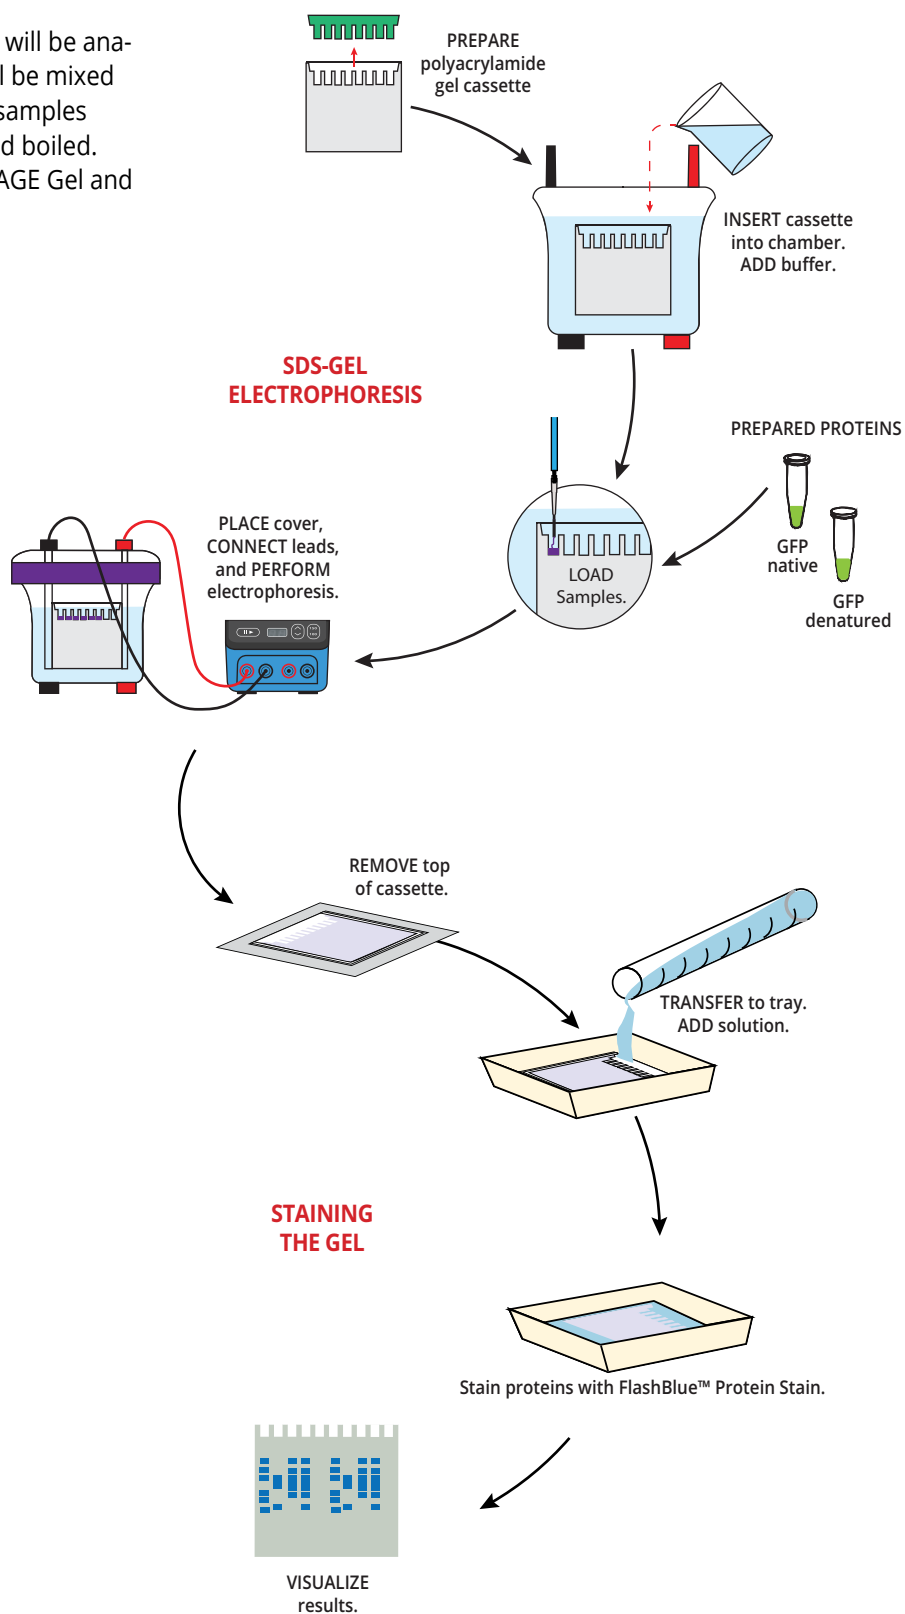 will be ana-
l be mixed
samples
d boiled.
AGE Gel and
PREPARE
polyacrylamide
gel cassette
INSERT cassette
into chamber.
ADD buffer.
SDS-GEL
ELECTROPHORESIS
PREPARED PROTEINS
GFP
native
GFP
denatured
LOAD
Samples.
PLACE cover,
CONNECT leads,
and PERFORM
electrophoresis.
REMOVE top
of cassette.
TRANSFER to tray.
ADD solution.
STAINING
THE GEL
Stain proteins with FlashBlue™ Protein Stain.
VISUALIZE
results.